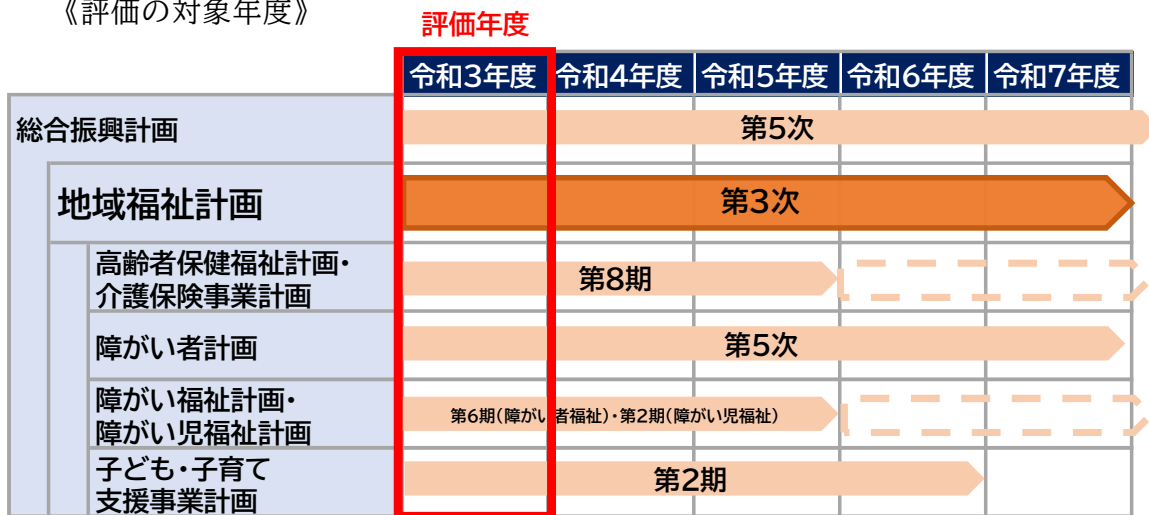 《評価の対象年度》
評価年度
令和3年度 令和4年度 令和5年度 令和6年度 令和7年度
総合振興計画
第5次
地域福祉計画
第3次
高齢者保健福祉計画・
介護保険事業計画
第8期
障がい者計画
第5次
障がい福祉計画・
障がい児福祉計画
第6期(障がい者福祉)・第2期(障がい児福祉)
子ども・子育て
支援事業計画
第2期